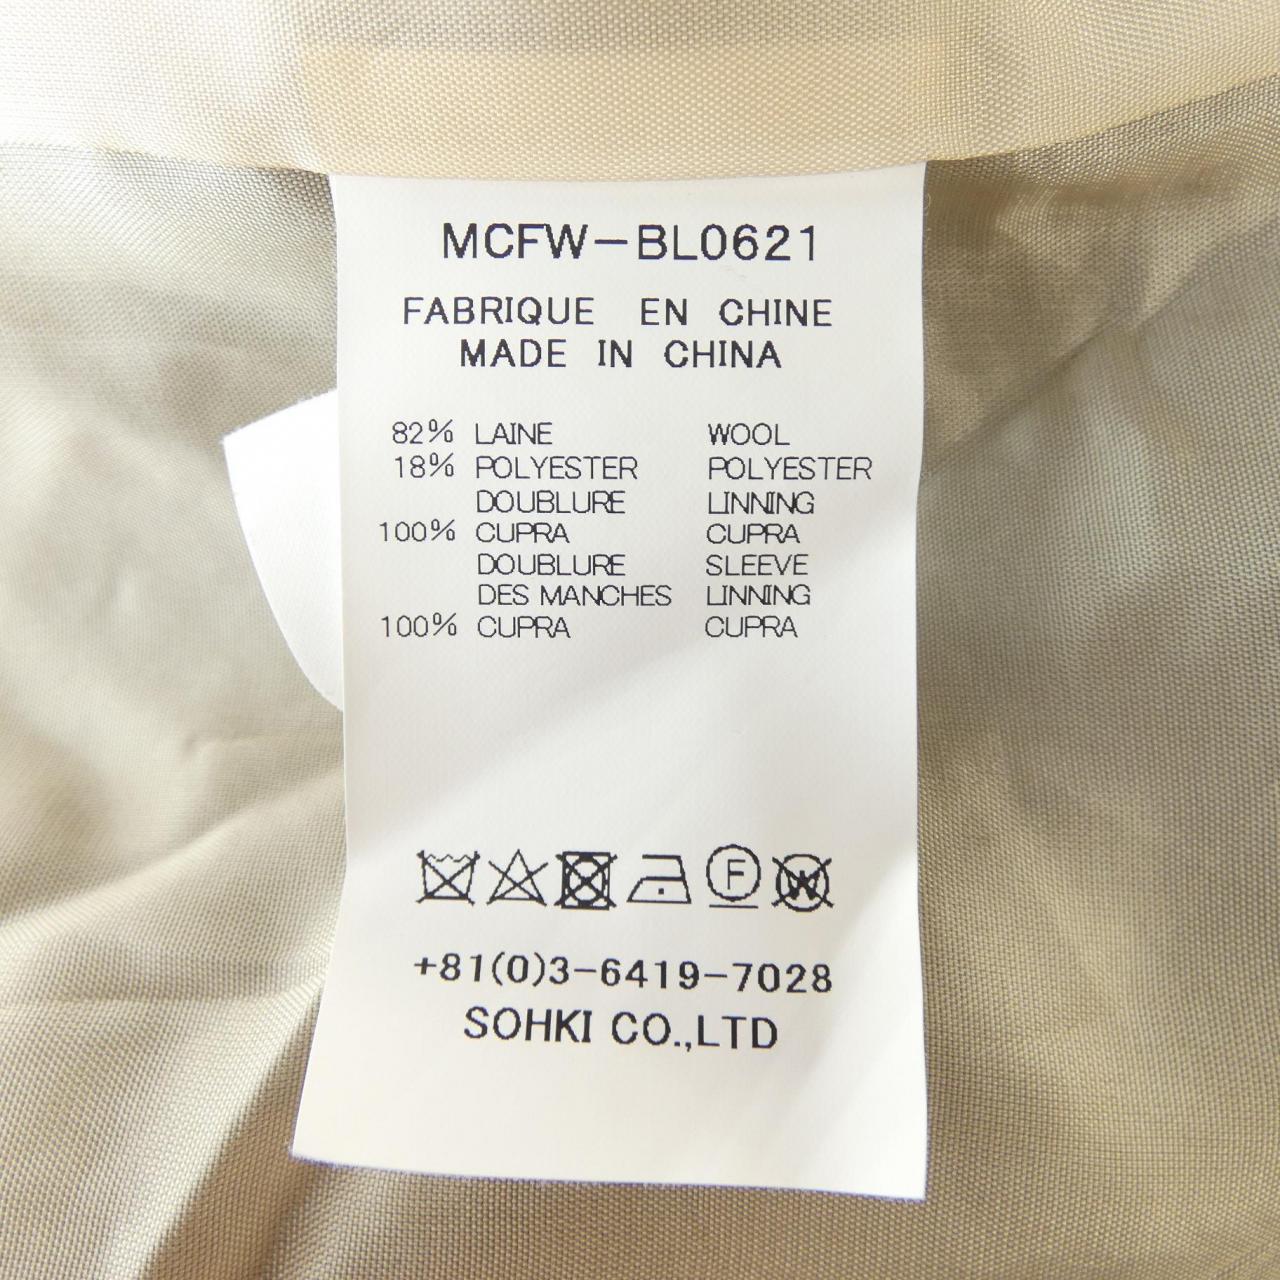 MCFW-BL0621
FABRIQUE EN CHINE
MADE IN CHINA
82% LAINE WOOL
18% POLYESTER POLYESTER
DOUBLURE LINNING
100% CUPRA CUPRA
DOUBLURE SLEEVE
DES MANCHES LINNING
100% CUPRA CUPRA
F W
+81(0)3-6419-7028
SOHKI CO.,LTD